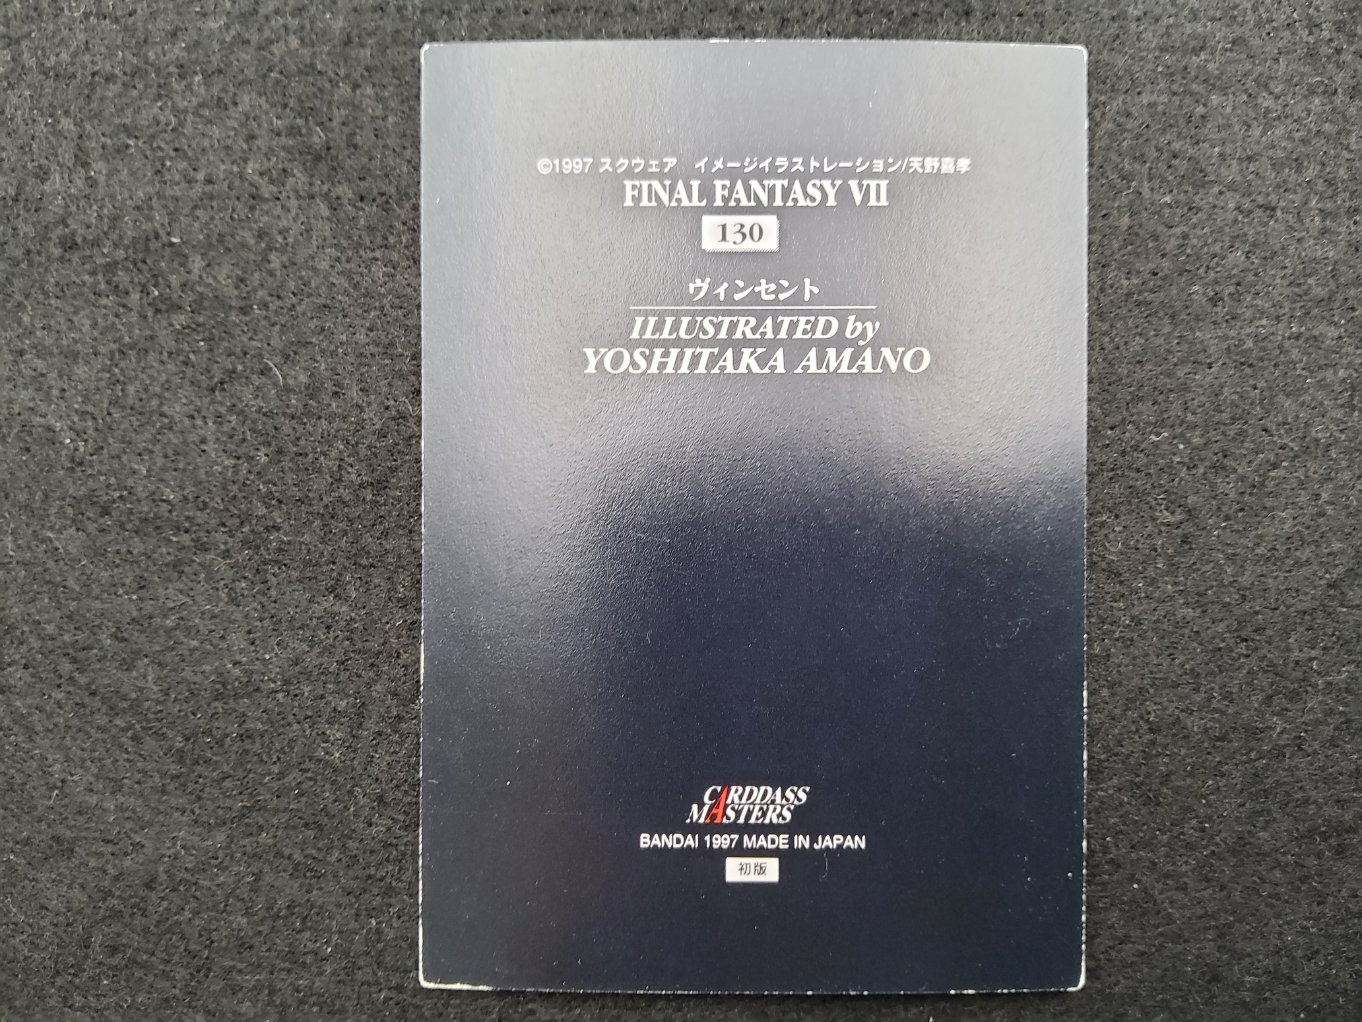 ©1997 スクウェア　イメージイラストレーション/天野喜孝
FINAL FANTASY VII
130
ヴィンセント
ILLUSTRATED by
YOSHITAKA AMANO
CARDDASS
MASTERS
BANDAI 1997 MADE IN JAPAN
初版